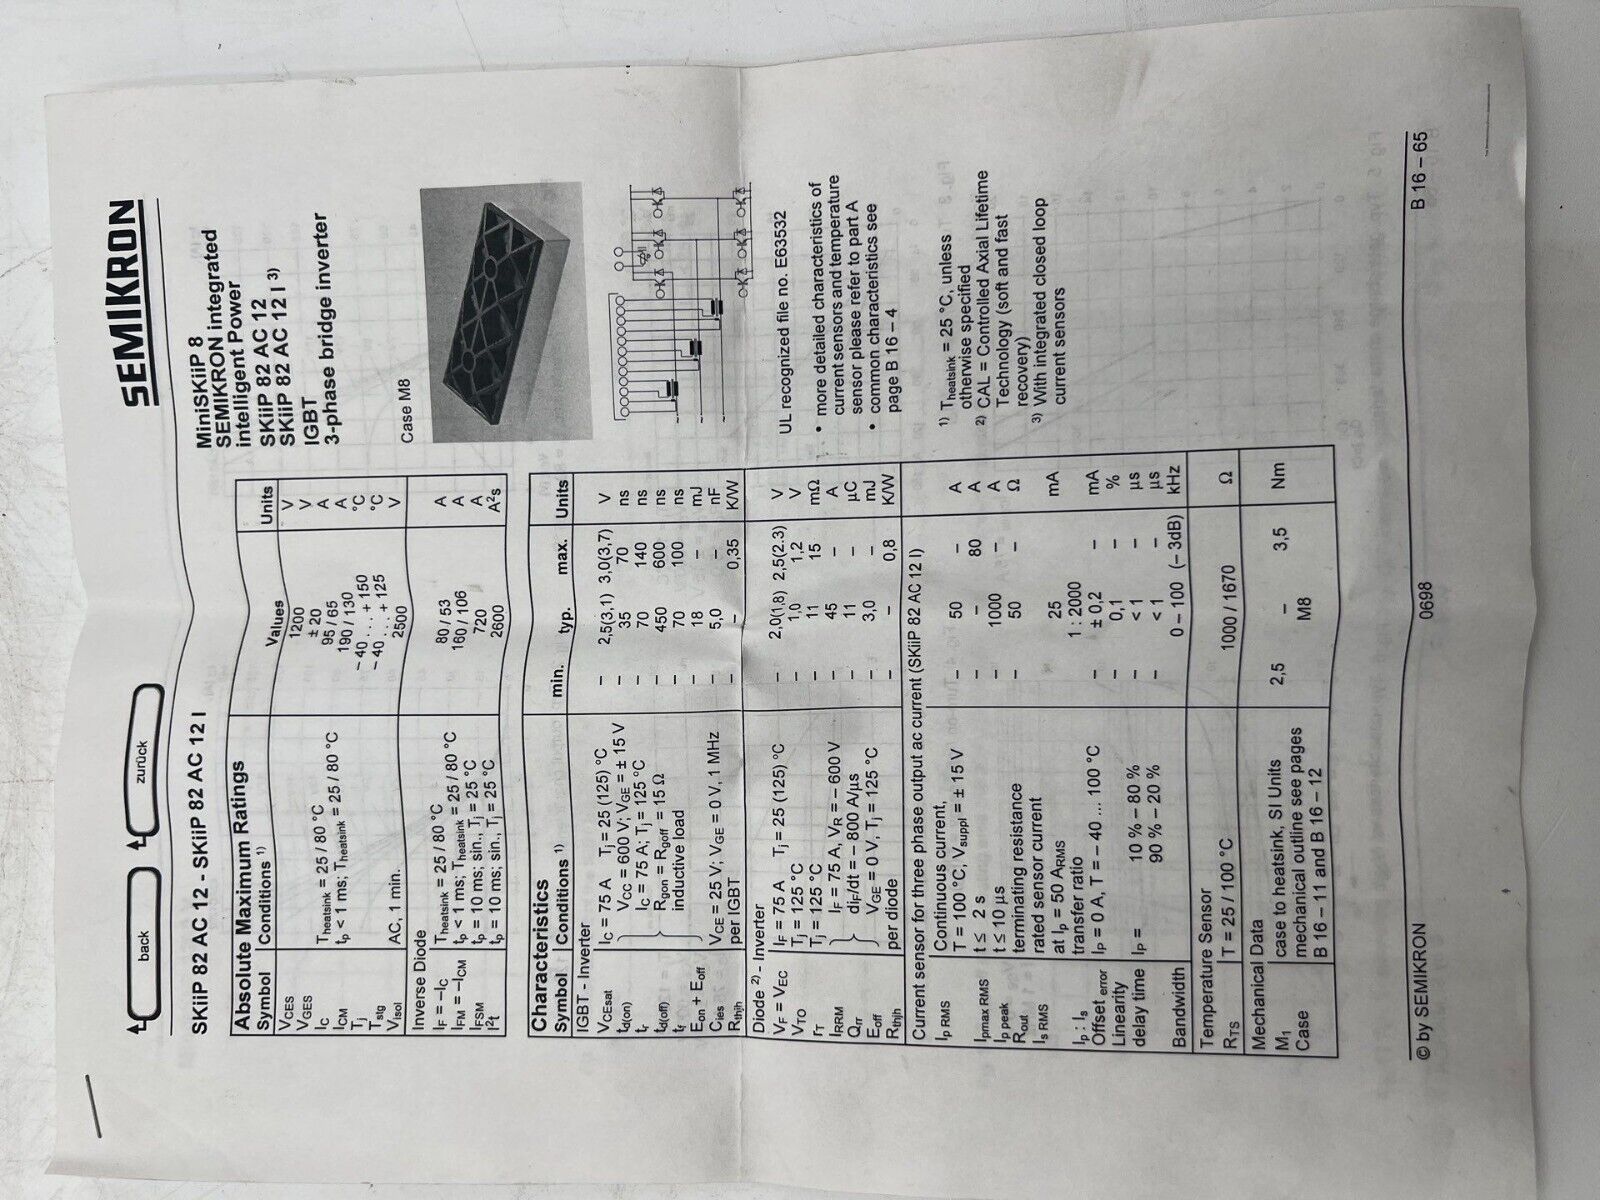 back zurück
SEMIKRON
SKiiP 82 AC 12 - SKiiP 82 AC 12 I
Absolute Maximum Ratings
Symbol Conditions 1) Values Units
VCES 1200 V
VGES ± 20 V
IC Theatsink = 25 / 80 °C 95 / 65 A
ICM tp < 1 ms; Theatsink = 25 / 80 °C 190 / 130 A
Tj – 40 . . . + 150 °C
Tstg – 40 . . . + 125 °C
Visol AC, 1 min. 2500 V
Inverse Diode
IF = –IC Theatsink = 25 / 80 °C 80 / 53 A
IFM = –ICM tp < 1 ms; Theatsink = 25 / 80 °C 160 / 106 A
IFSM tp = 10 ms; sin., Tj = 25 °C 720 A
I²t tp = 10 ms; sin., Tj = 25 °C 2600 A²s
Characteristics
Symbol Conditions 1) min. typ. max. Units
IGBT - Inverter
VCEsat IC = 75 A Tj = 25 (125) °C – 2,5(3,1) 3,0(3,7) V
td(on) VCC = 600 V; VGE = ± 15 V – 35 70 ns
tr IC = 75 A; Tj = 125 °C – 70 140 ns
td(off) Rgon = Rgoff = 15 Ω – 450 600 ns
tf inductive load – 70 100 ns
Eon + Eoff – 18 – mJ
Cies VCE = 25 V; VGE = 0 V, 1 MHz – 5,0 – nF
Rthjh per IGBT – – 0,35 K/W
Diode 2) - Inverter
VF = VEC IF = 75 A Tj = 25 (125) °C – 2,0(1,8) 2,5(2.3) V
VTO Tj = 125 °C – 1,0 1,2 V
rT Tj = 125 °C – 11 15 mΩ
IRRM IF = 75 A, VR = – 600 V – 45 – A
Qrr diF/dt = – 800 A/µs – 11 – µC
Eoff VGE = 0 V, Tj = 125 °C – 3,0 – mJ
Rthjh per diode – – 0,8 K/W
Current sensor for three phase output ac current (SKiiP 82 AC 12 I)
Ip RMS Continuous current,
T = 100 °C, Vsuppl = ± 15 V – 50 – A
Ipmax RMS t ≤ 2 s 80 A
Ip peak t ≤ 10 µs – 1000 – A
Rout terminating resistance – 50 – Ω
Is RMS rated sensor current
at Ip = 50 ARMS 25 mA
Ip : Is transfer ratio 1 : 2000
Offset error Ip = 0 A, T = – 40 ... 100 °C – ± 0,2 – mA
Linearity – 0,1 – %
delay time Ip = 10 % – 80 % – < 1 – µs
90 % – 20 % – < 1 – µs
Bandwidth 0 – 100 (– 3dB) kHz
Temperature Sensor
RTS T = 25 / 100 °C 1000 / 1670 Ω
Mechanical Data
M1 case to heatsink, SI Units 2,5 – 3,5 Nm
Case mechanical outline see pages M8
B 16 – 11 and B 16 – 12
MiniSKiiP 8
SEMIKRON integrated
intelligent Power
SKiiP 82 AC 12
SKiiP 82 AC 12 I 3)
IGBT
3-phase bridge inverter
Case M8
UL recognized file no. E63532
• more detailed characteristics of
current sensors and temperature
sensor please refer to part A
• common characteristics see
page B 16 – 4
1) Theatsink = 25 °C, unless
otherwise specified
2) CAL = Controlled Axial Lifetime
Technology (soft and fast
recovery)
3) With integrated closed loop
current sensors
© by SEMIKRON 0698 B 16 – 65